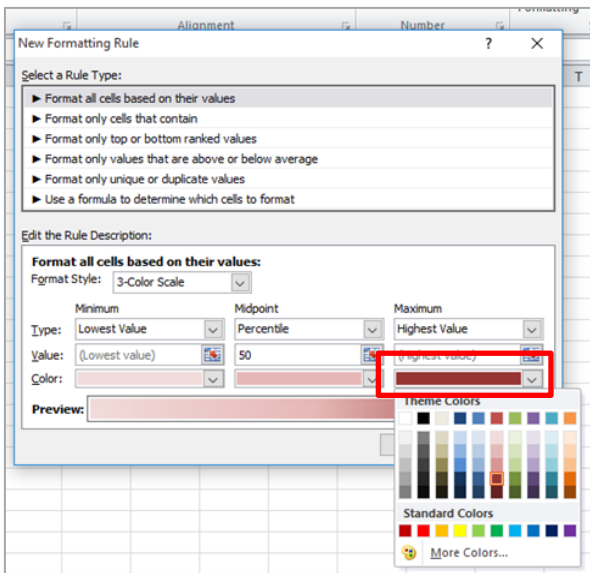 Formatting
Alignment
Number
New Formatting Rule
?
T
Select a Rule Type:
► Format all cells based on their values
► Format only cells that contain
► Format only top or bottom ranked values
► Format only values that are above or below average
► Format only unique or duplicate values
► Use a formula to determine which cells to format
Edit the Rule Description:
Format all cells based on their values:
Format Style: 3-Color Scale
Minimum Midpoint Maximum
Type: Lowest Value Percentile Highest Value
Value: (Lowest value) 50 (Highest value)
Color:
Preview:
Theme Colors
Standard Colors
More Colors...